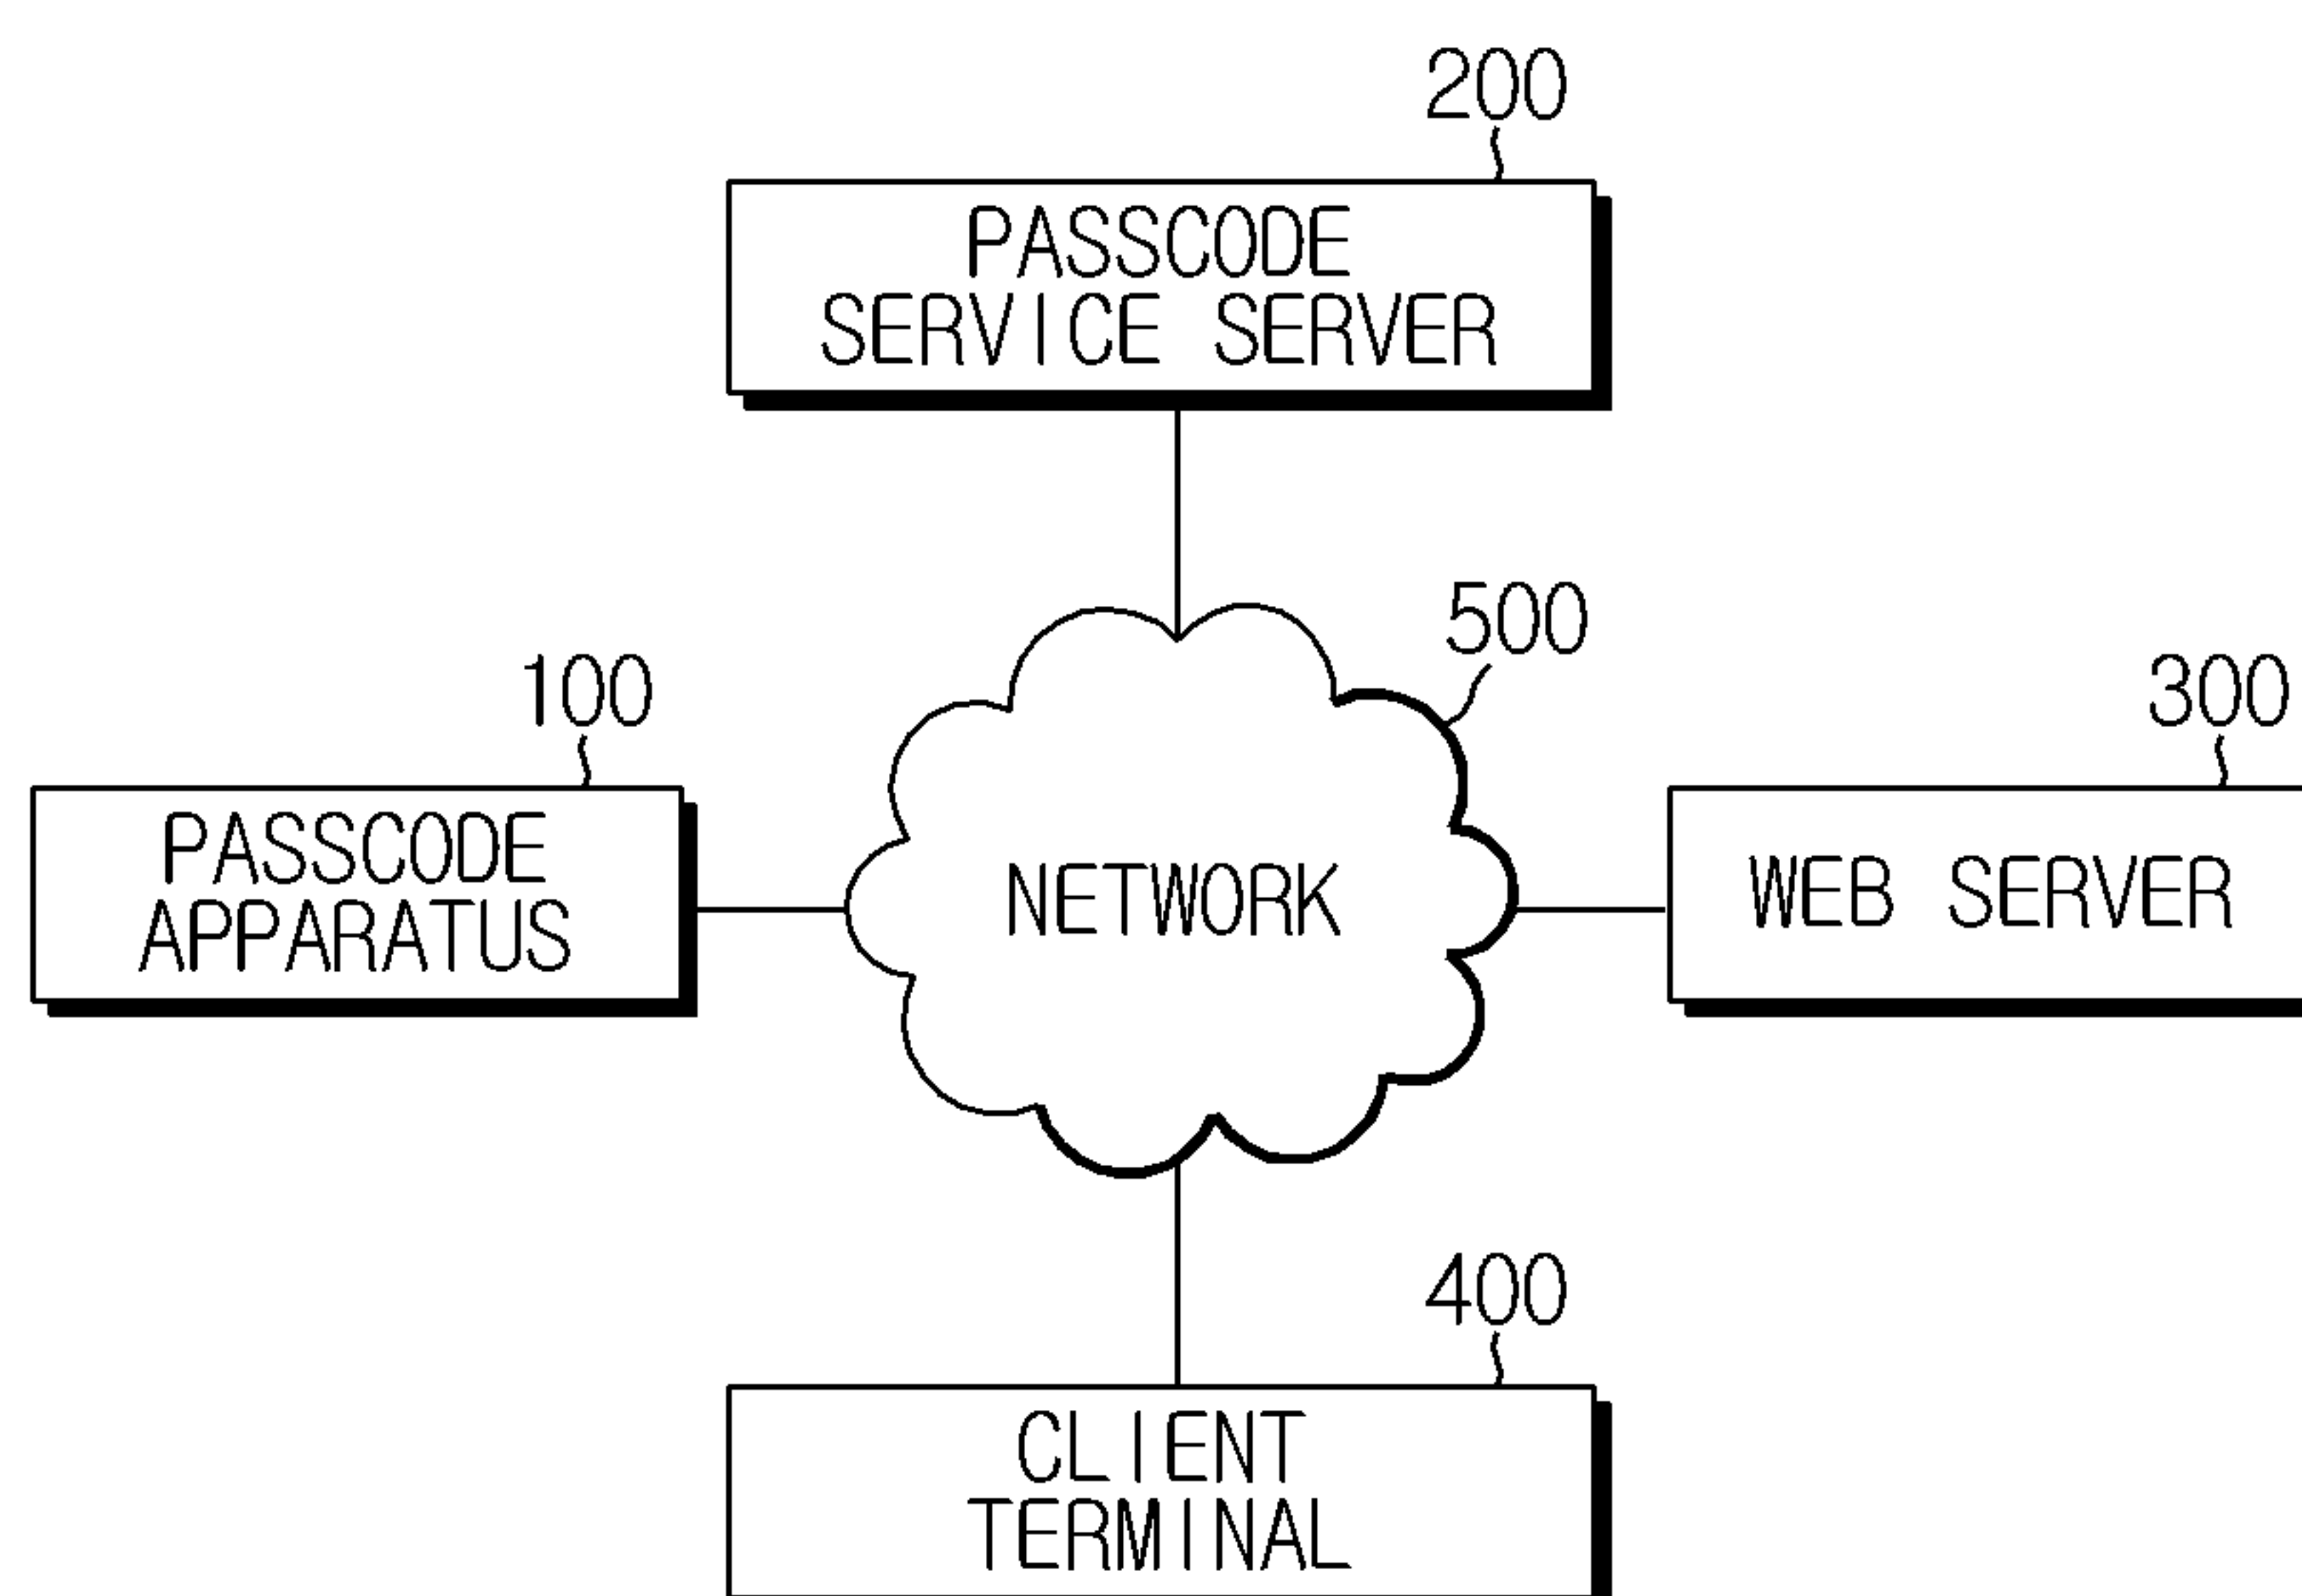 200
PASSCODE
SERVICE SERVER
500
100
300
PASSCODE
APPARATUS
NETWORK
WEB SERVER
400
CLIENT
TERMINAL